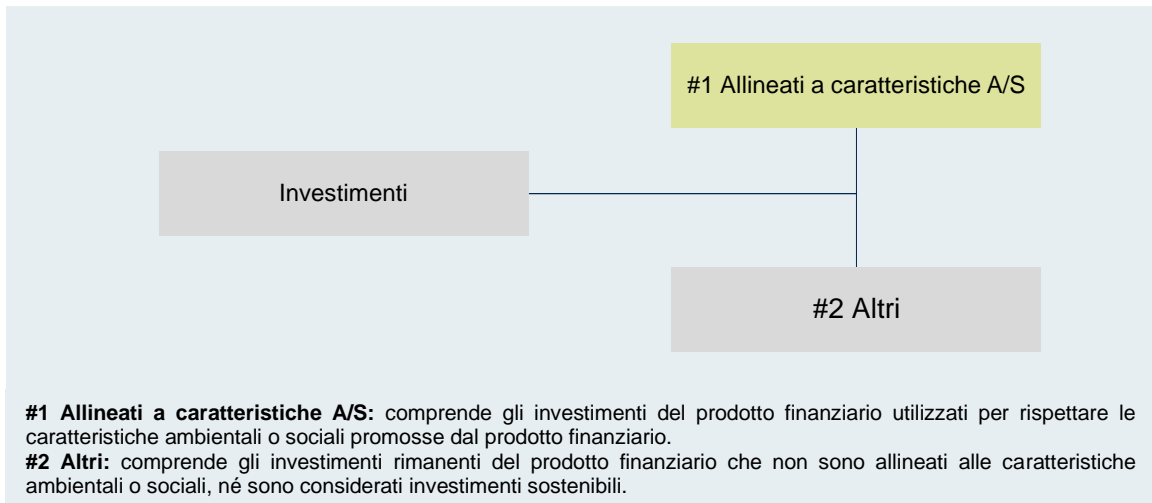 #1 Allineati a caratteristiche A/S
Investimenti
#2 Altri
#1 Allineati a caratteristiche A/S: comprende gli investimenti del prodotto finanziario utilizzati per rispettare le
caratteristiche ambientali o sociali promosse dal prodotto finanziario.
#2 Altri: comprende gli investimenti rimanenti del prodotto finanziario che non sono allineati alle caratteristiche
ambientali o sociali, né sono considerati investimenti sostenibili.